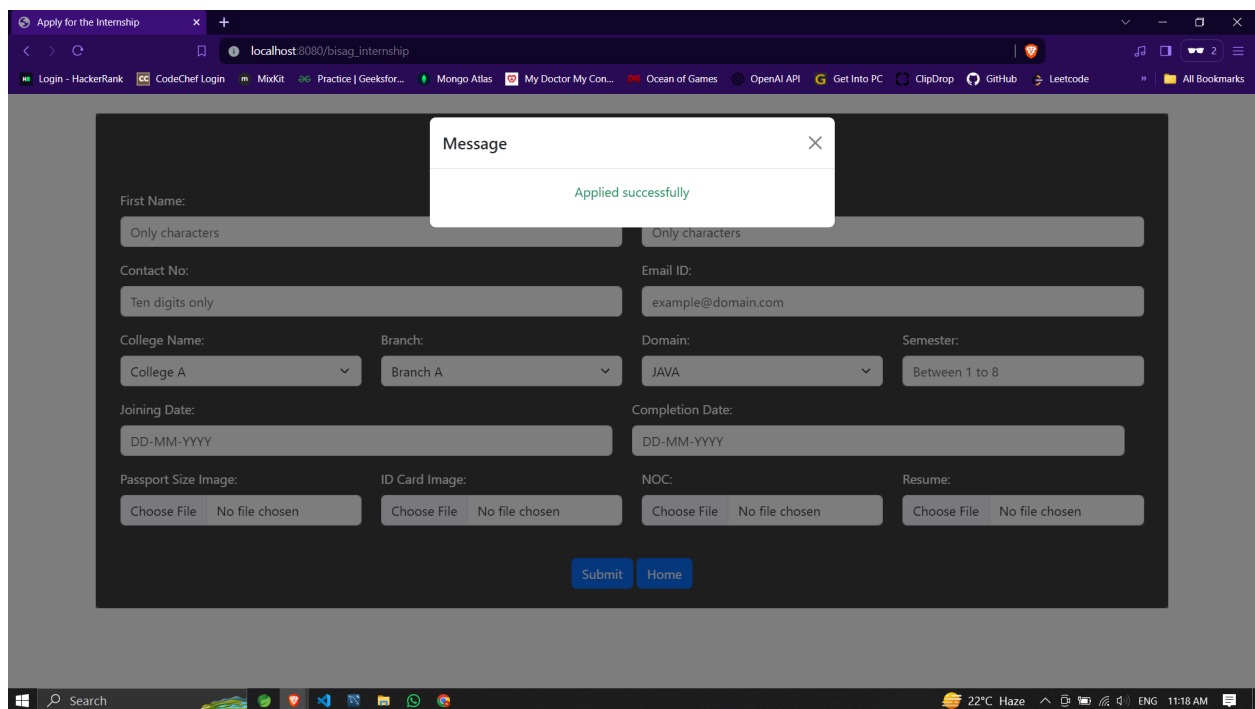 Apply for the Internship
localhost:8080/bisag_internship
2
Login - HackerRank CodeChef Login MixKit Practice | Geeksfor... Mongo Atlas My Doctor My Con... Ocean of Games OpenAI API Get Into PC ClipDrop GitHub Leetcode » All Bookmarks
Message
Applied successfully
First Name:
Only characters Only characters
Contact No: Email ID:
Ten digits only example@domain.com
College Name: Branch: Domain: Semester:
College A Branch A JAVA Between 1 to 8
Joining Date: Completion Date:
DD-MM-YYYY DD-MM-YYYY
Passport Size Image: ID Card Image: NOC: Resume:
Choose File No file chosen Choose File No file chosen Choose File No file chosen Choose File No file chosen
Submit Home
Search 22°C Haze ENG 11:18 AM